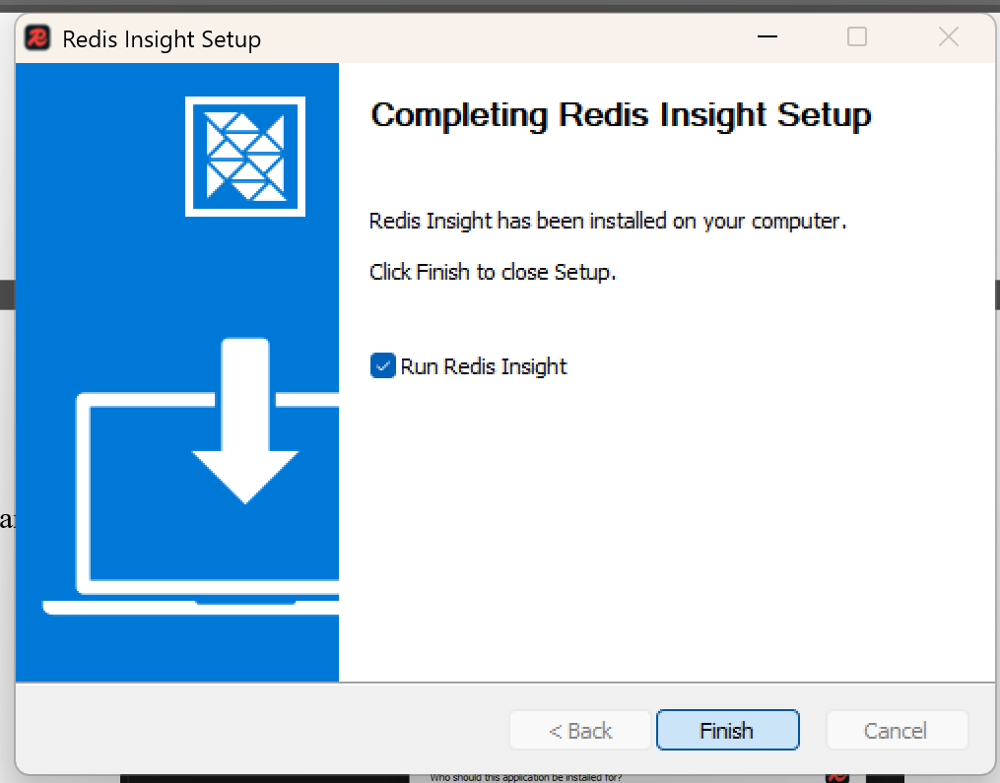 Redis Insight Setup
Completing Redis Insight Setup
Redis Insight has been installed on your computer.
Click Finish to close Setup.
Run Redis Insight
< Back
Finish
Cancel
Who should this application be installed for?